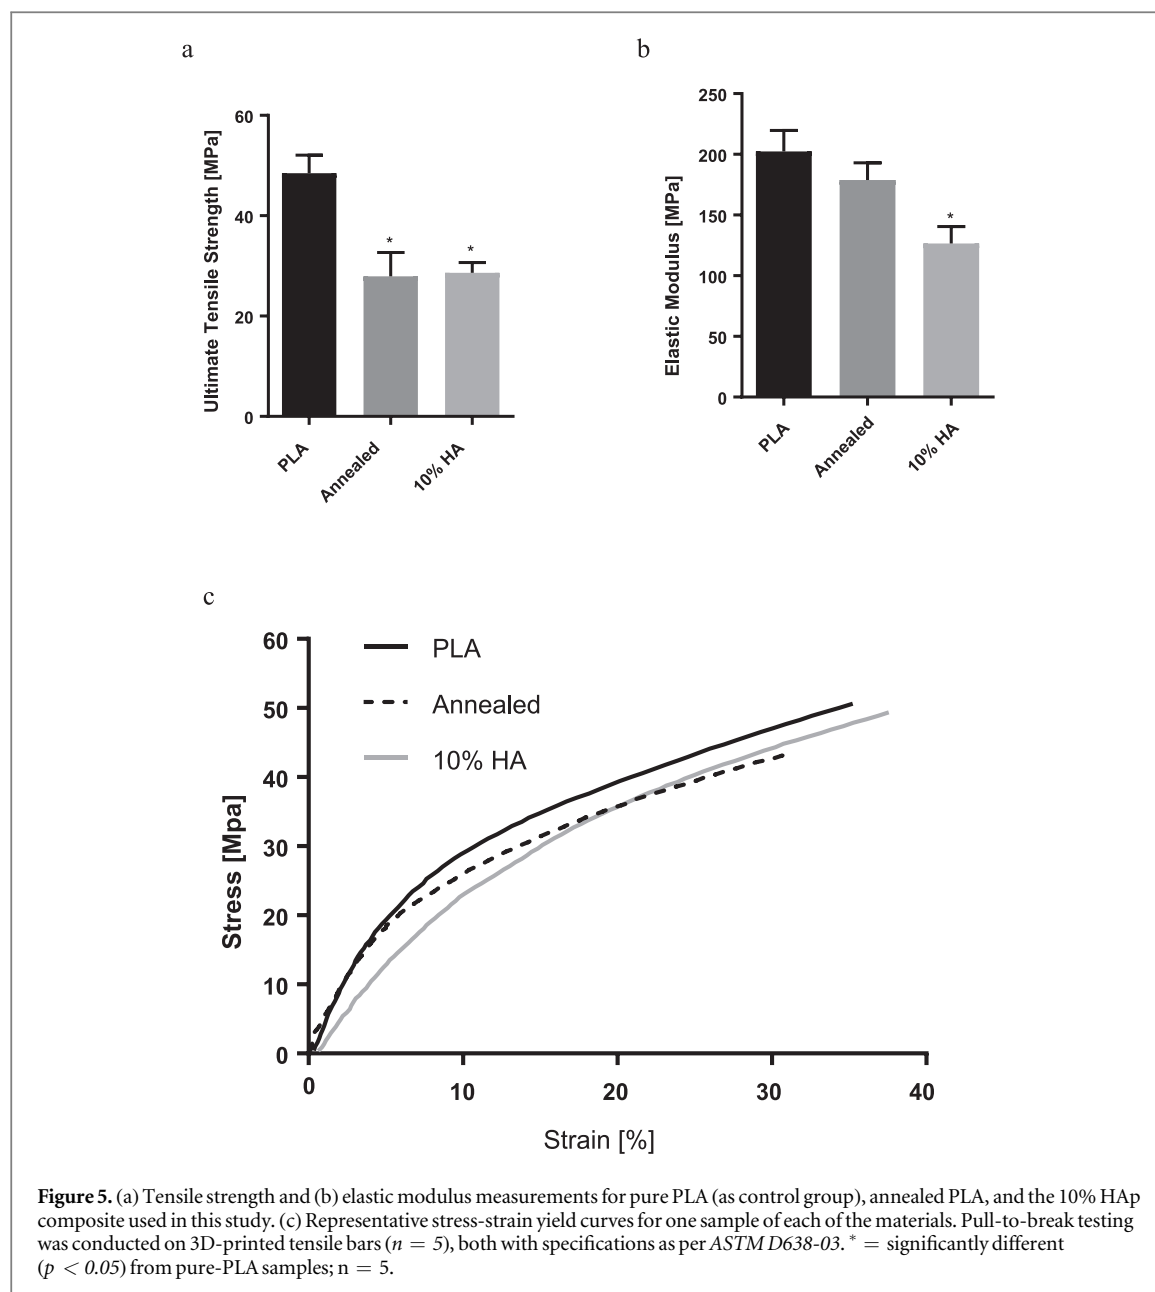 a
60
40
20
0
Ultimate Tensile Strength [MPa]
*
*
PLA
Annealed
10% HA
b
250
200
150
100
50
0
Elastic Modulus [MPa]
*
PLA
Annealed
10% HA
c
60
50
40
30
20
10
0
Stress [Mpa]
PLA
Annealed
10% HA
0
10
20
30
40
Strain [%]
Figure 5. (a) Tensile strength and (b) elastic modulus measurements for pure PLA (as control group), annealed PLA, and the 10% HAp
composite used in this study. (c) Representative stress-strain yield curves for one sample of each of the materials. Pull-to-break testing
was conducted on 3D-printed tensile bars (n = 5), both with specifications as per ASTM D638-03. * = significantly different
(p < 0.05) from pure-PLA samples; n = 5.